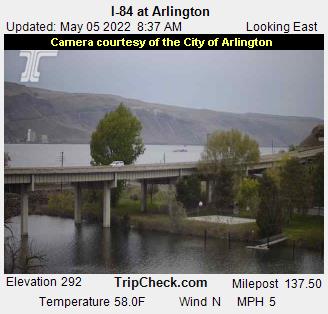 I-84 at Arlington
Updated: May 05 2022 8:37 AM Looking East
Camera courtesy of the City of Arlington
Elevation 292 TripCheck.com Milepost 137.50
Temperature 58.0F Wind N MPH 5